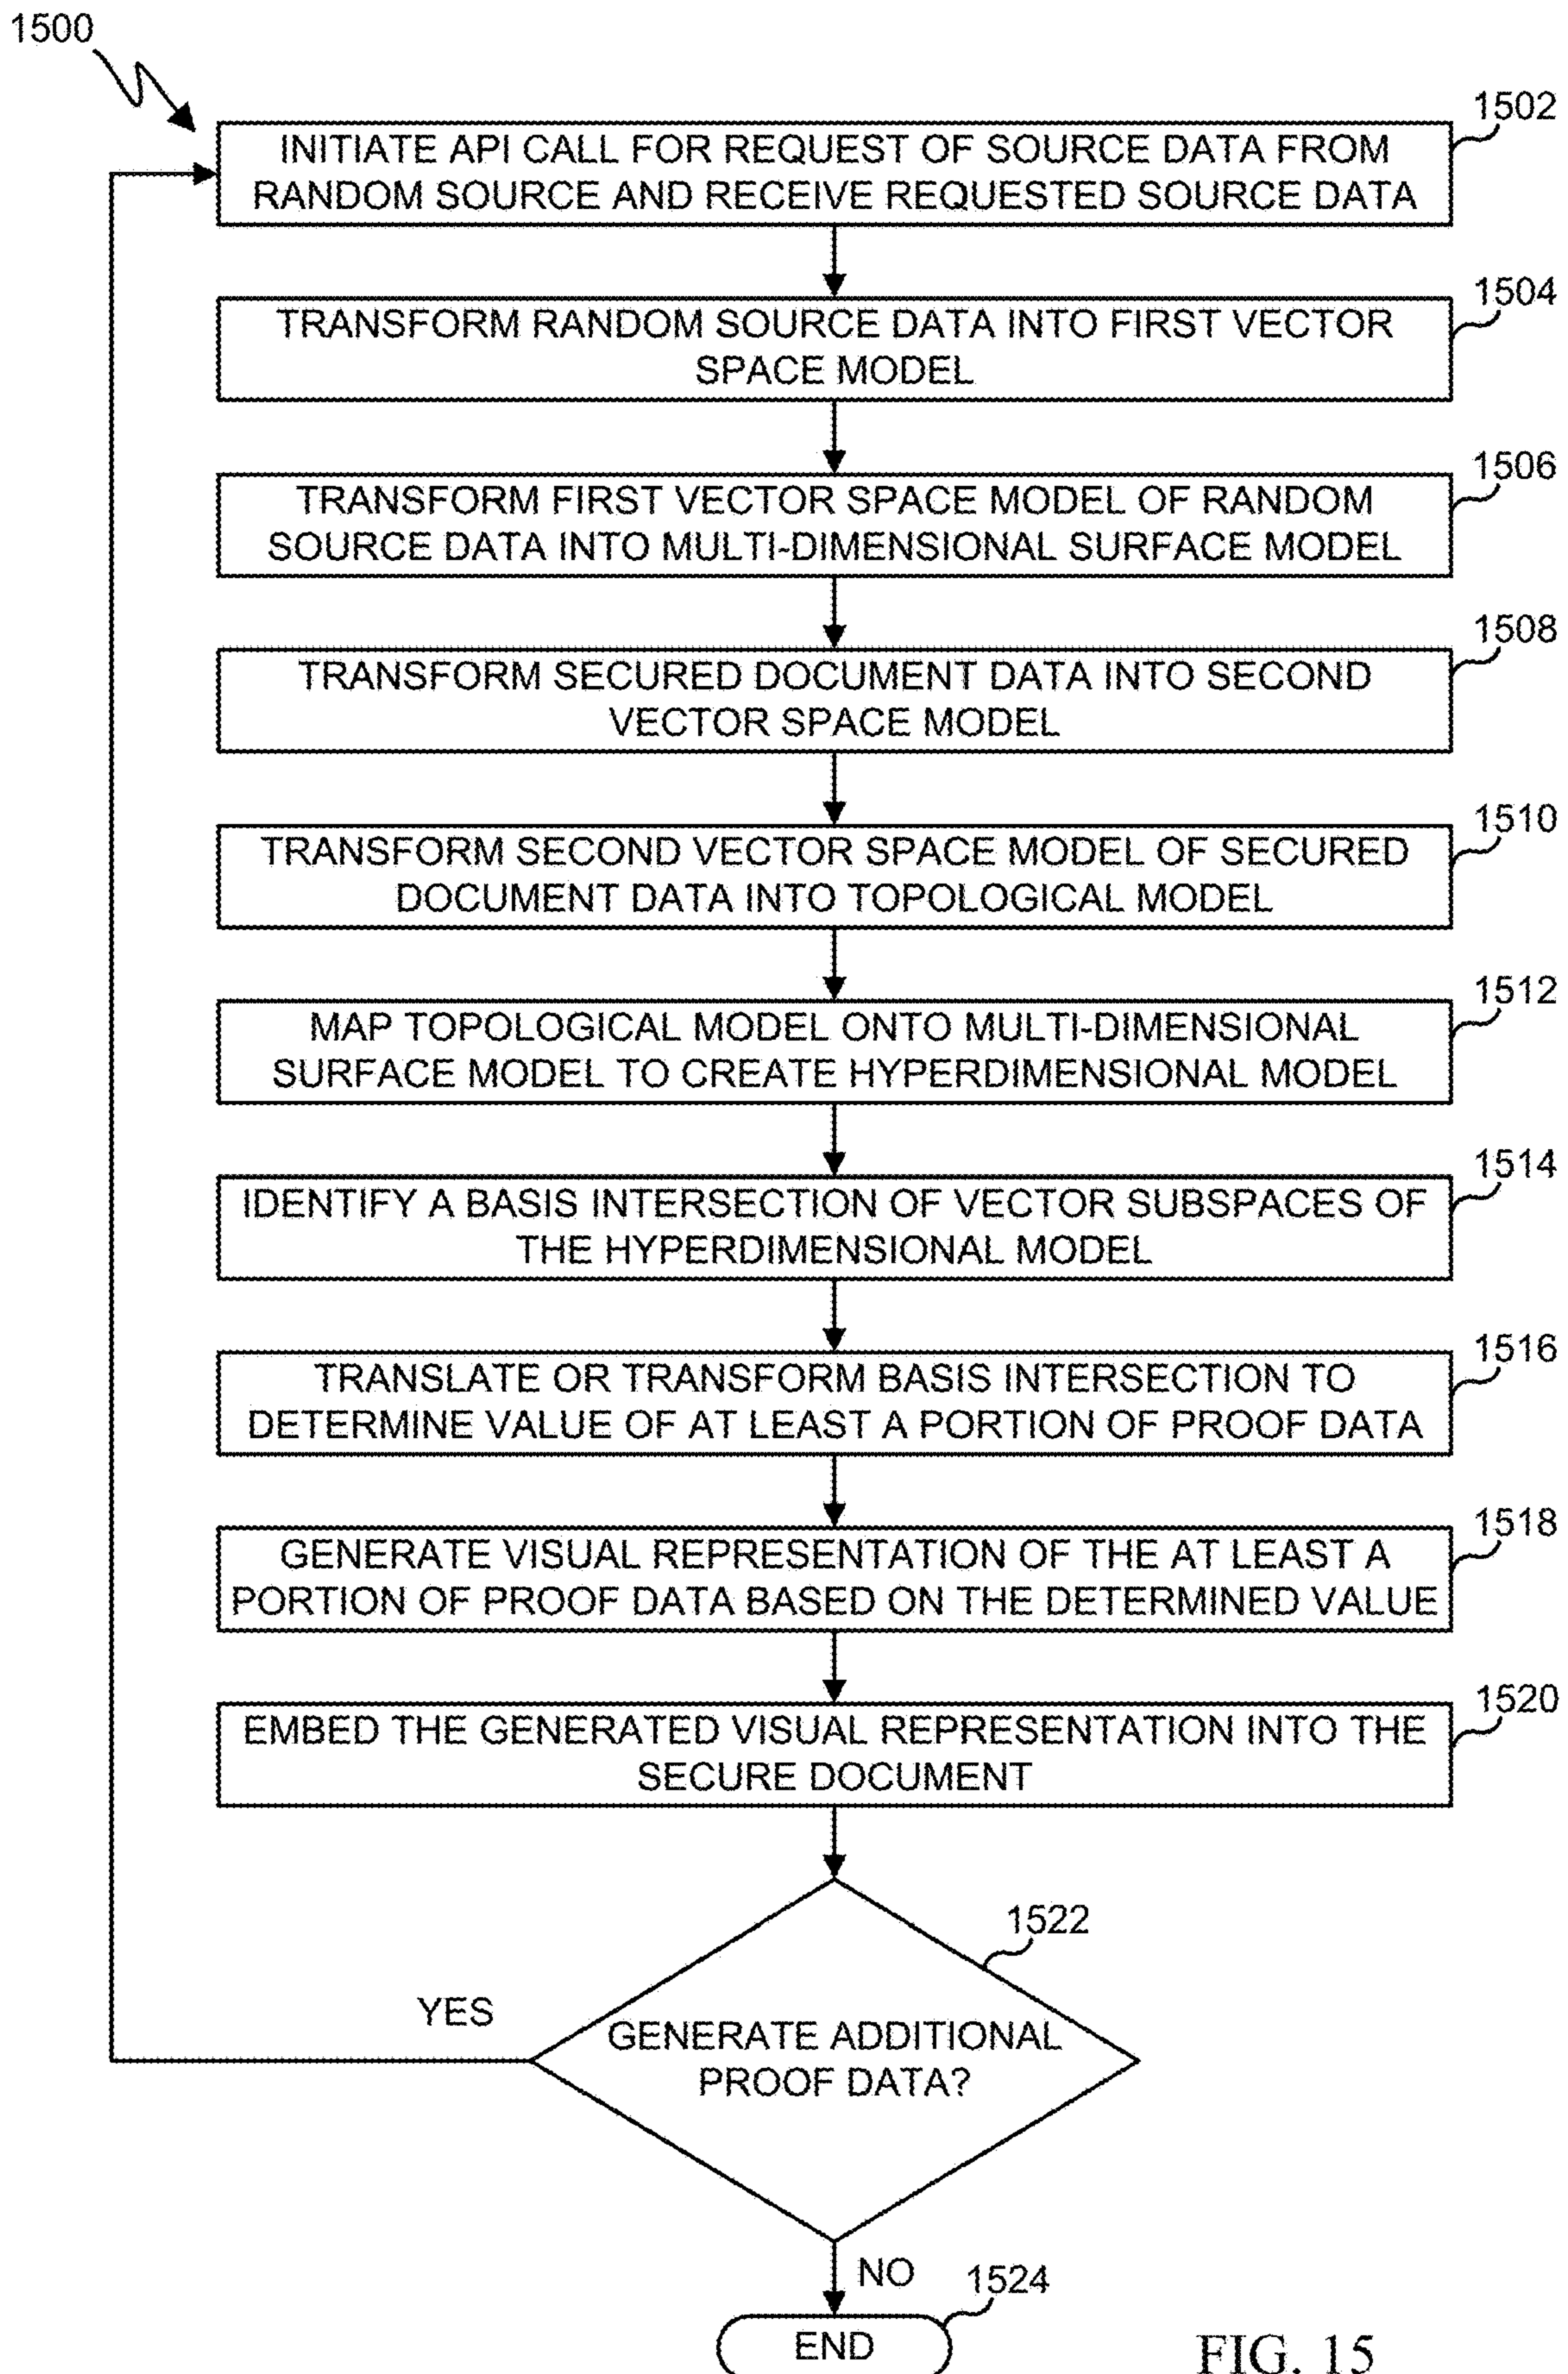 1500
1502
INITIATE API CALL FOR REQUEST OF SOURCE DATA FROM
RANDOM SOURCE AND RECEIVE REQUESTED SOURCE DATA
1504
TRANSFORM RANDOM SOURCE DATA INTO FIRST VECTOR
SPACE MODEL
1506
TRANSFORM FIRST VECTOR SPACE MODEL OF RANDOM
SOURCE DATA INTO MULTI-DIMENSIONAL SURFACE MODEL
1508
TRANSFORM SECURED DOCUMENT DATA INTO SECOND
VECTOR SPACE MODEL
1510
TRANSFORM SECOND VECTOR SPACE MODEL OF SECURED
DOCUMENT DATA INTO TOPOLOGICAL MODEL
1512
MAP TOPOLOGICAL MODEL ONTO MULTI-DIMENSIONAL
SURFACE MODEL TO CREATE HYPERDIMENSIONAL MODEL
1514
IDENTIFY A BASIS INTERSECTION OF VECTOR SUBSPACES OF
THE HYPERDIMENSIONAL MODEL
1516
TRANSLATE OR TRANSFORM BASIS INTERSECTION TO
DETERMINE VALUE OF AT LEAST A PORTION OF PROOF DATA
1518
GENERATE VISUAL REPRESENTATION OF THE AT LEAST A
PORTION OF PROOF DATA BASED ON THE DETERMINED VALUE
1520
EMBED THE GENERATED VISUAL REPRESENTATION INTO THE
SECURE DOCUMENT
1522
YES
GENERATE ADDITIONAL
PROOF DATA?
NO
1524
END
FIG. 15